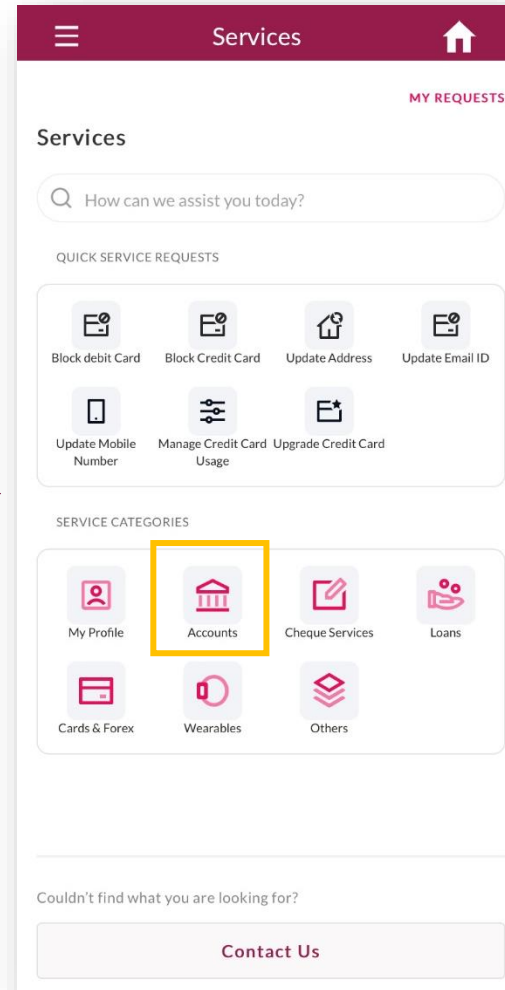 Services
MY REQUESTS
Services
How can we assist you today?
QUICK SERVICE REQUESTS
Block debit Card
Block Credit Card
Update Address
Update Email ID
Update Mobile
Number
Manage Credit Card
Usage
Upgrade Credit Card
SERVICE CATEGORIES
My Profile
Accounts
Cheque Services
Loans
Cards & Forex
Wearables
Others
Couldn't find what you are looking for?
Contact Us